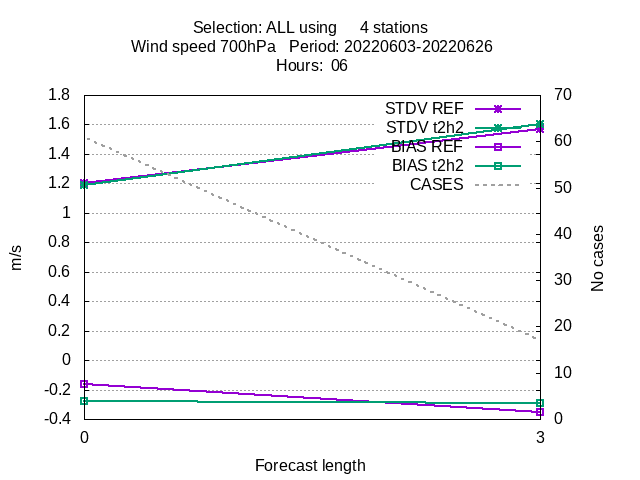 Selection: ALL using 4 stations
Wind speed 700hPa Period: 20220603-20220626
Hours: 06
1.8
1.6
1.4
1.2
1
0.8
0.6
0.4
0.2
0
-0.2
-0.4
70
60
50
40
30
20
10
0
STDV REF
STDV t2h2
BIAS REF
BIAS t2h2
CASES
m/s
No cases
0
3
Forecast length